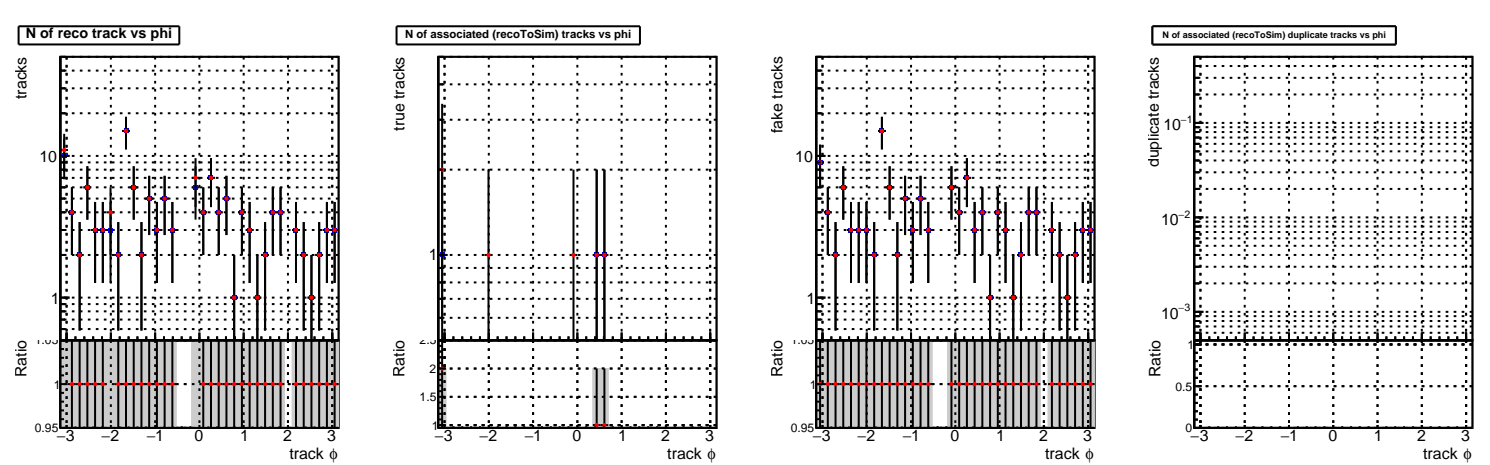 N of reco track vs phi
tracks
10
1
Ratio
1.05
1
0.95
−3 −2 −1 0 1 2 3
track ϕ
N of associated (recoToSim) tracks vs phi
true tracks
1
Ratio
2.5
2
1.5
1
−3 −2 −1 0 1 2 3
track ϕ
fake tracks
10
1
Ratio
1.05
1
0.95
−3 −2 −1 0 1 2 3
track ϕ
N of associated (recoToSim) duplicate tracks vs phi
duplicate tracks
10−1
10−2
10−3
Ratio
1
0.5
0
−3 −2 −1 0 1 2 3
track ϕ